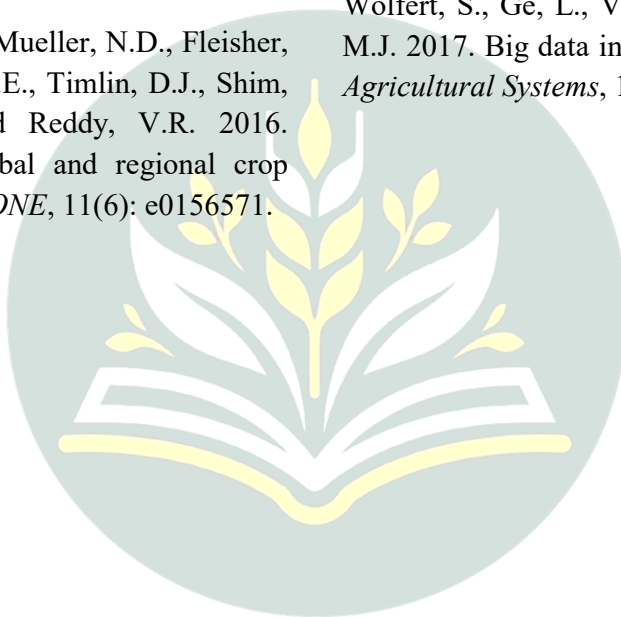 Mueller, N.D., Fleisher,
.E., Timlin, D.J., Shim,
d Reddy, V.R. 2016.
bal and regional crop
ONE, 11(6): e0156571.
Wolfert, S., Ge, L., V
M.J. 2017. Big data in
Agricultural Systems, 1